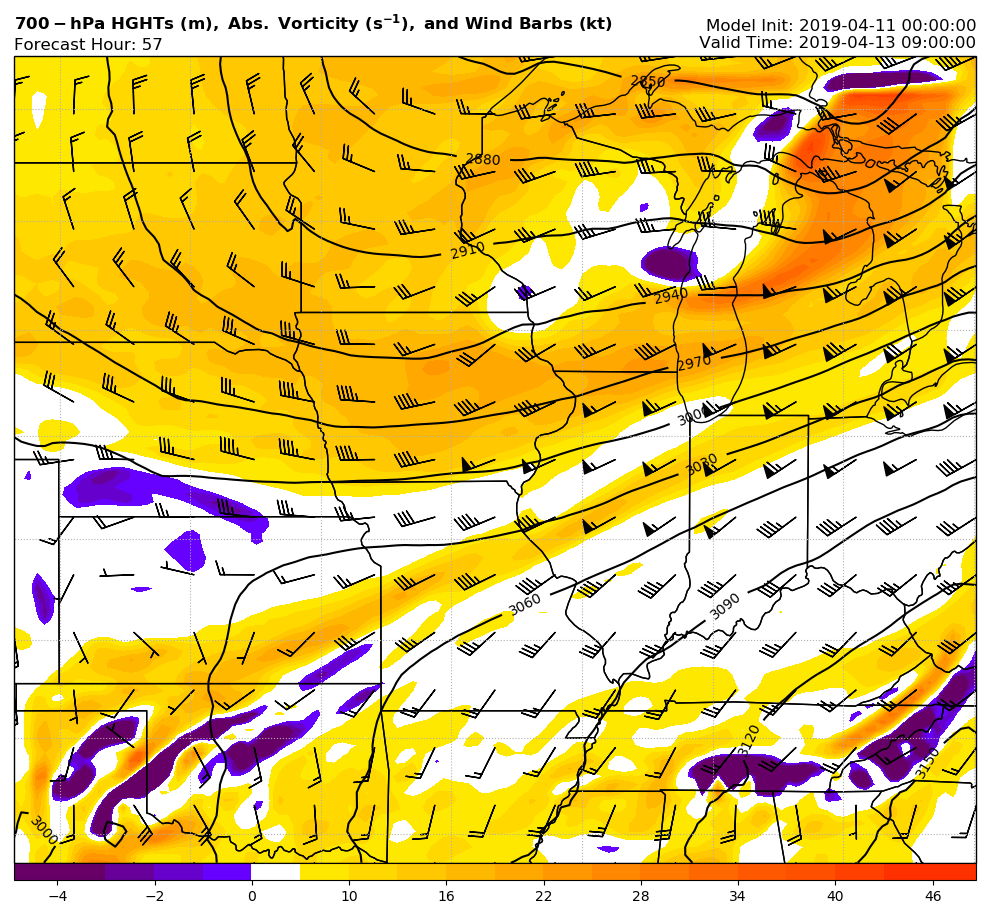 700 − hPa HGHTs (m), Abs. Vorticity (s⁻¹), and Wind Barbs (kt)
Model Init: 2019-04-11 00:00:00
Forecast Hour: 57
Valid Time: 2019-04-13 09:00:00
2850
2880
2910
2940
2970
3000
3030
3060
3090
3120
3150
3000
−4 −2 0 10 16 22 28 34 40 46